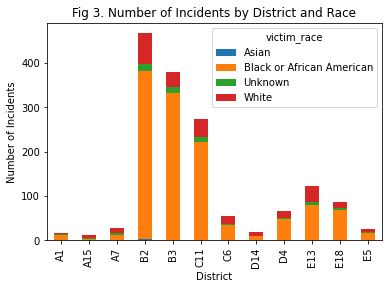 Fig 3. Number of Incidents by District and Race
victim_race
Asian
Black or African American
Unknown
White
Number of Incidents
400
300
200
100
0
A1
A15
A7
B2
B3
C11
C6
D14
D4
E13
E18
E5
District